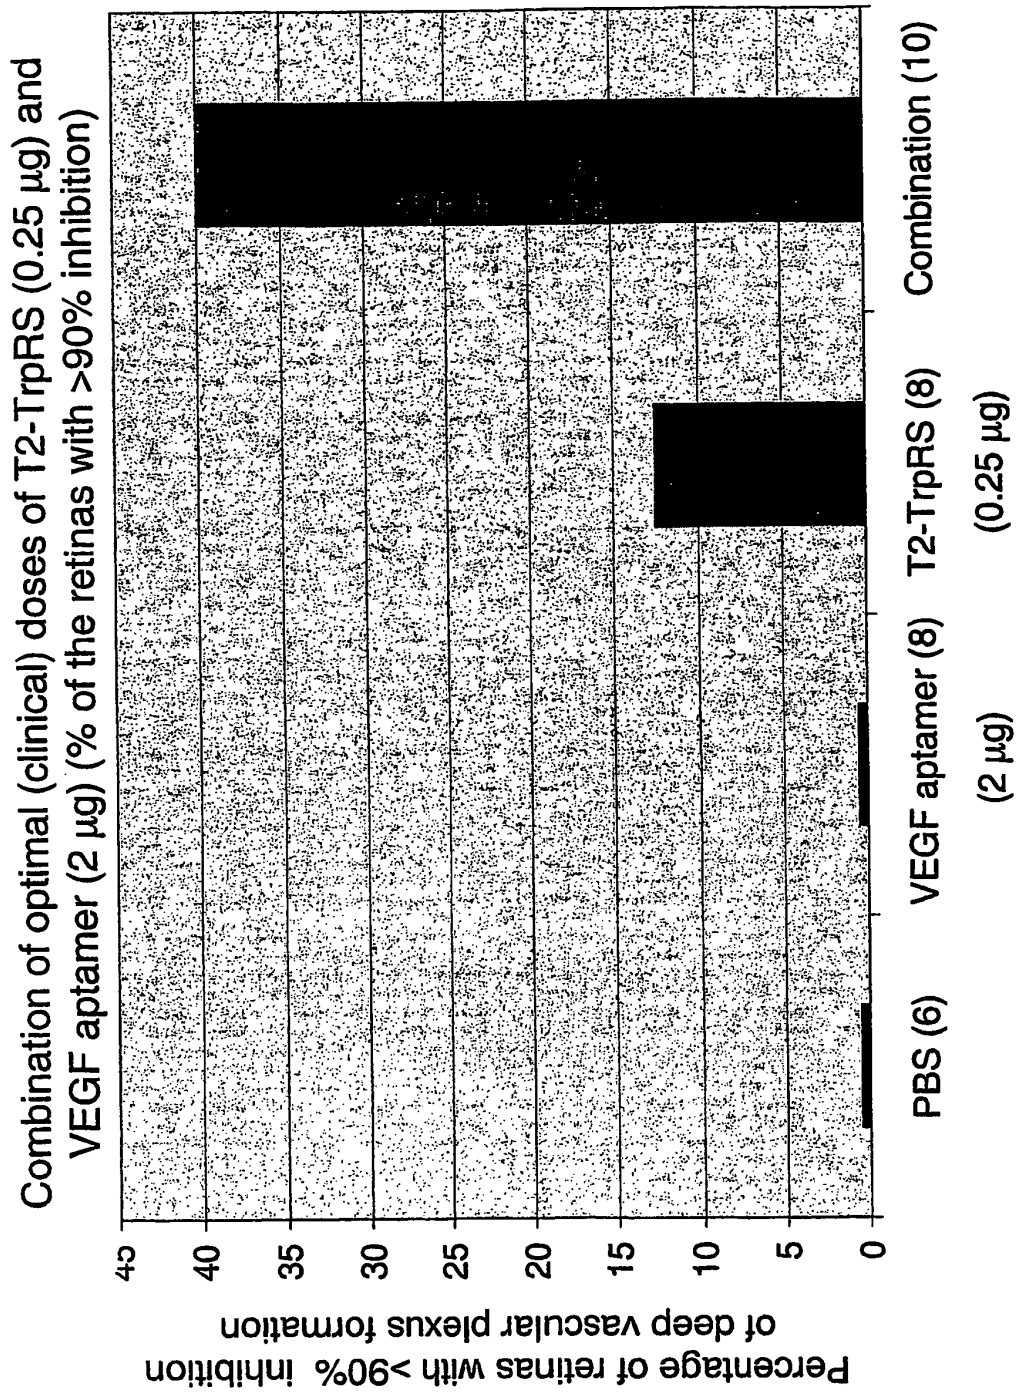 Combination of optimal (clinical) doses of T2-TrpRS (0.25 µg) and
VEGF aptamer (2 µg) (% of the retinas with >90% inhibition)
Percentage of retinas with >90% inhibition
of deep vascular plexus formation
45
40
35
30
25
20
15
10
5
0
PBS (6)
VEGF aptamer (8)
(2 µg)
T2-TrpRS (8)
(0.25 µg)
Combination (10)